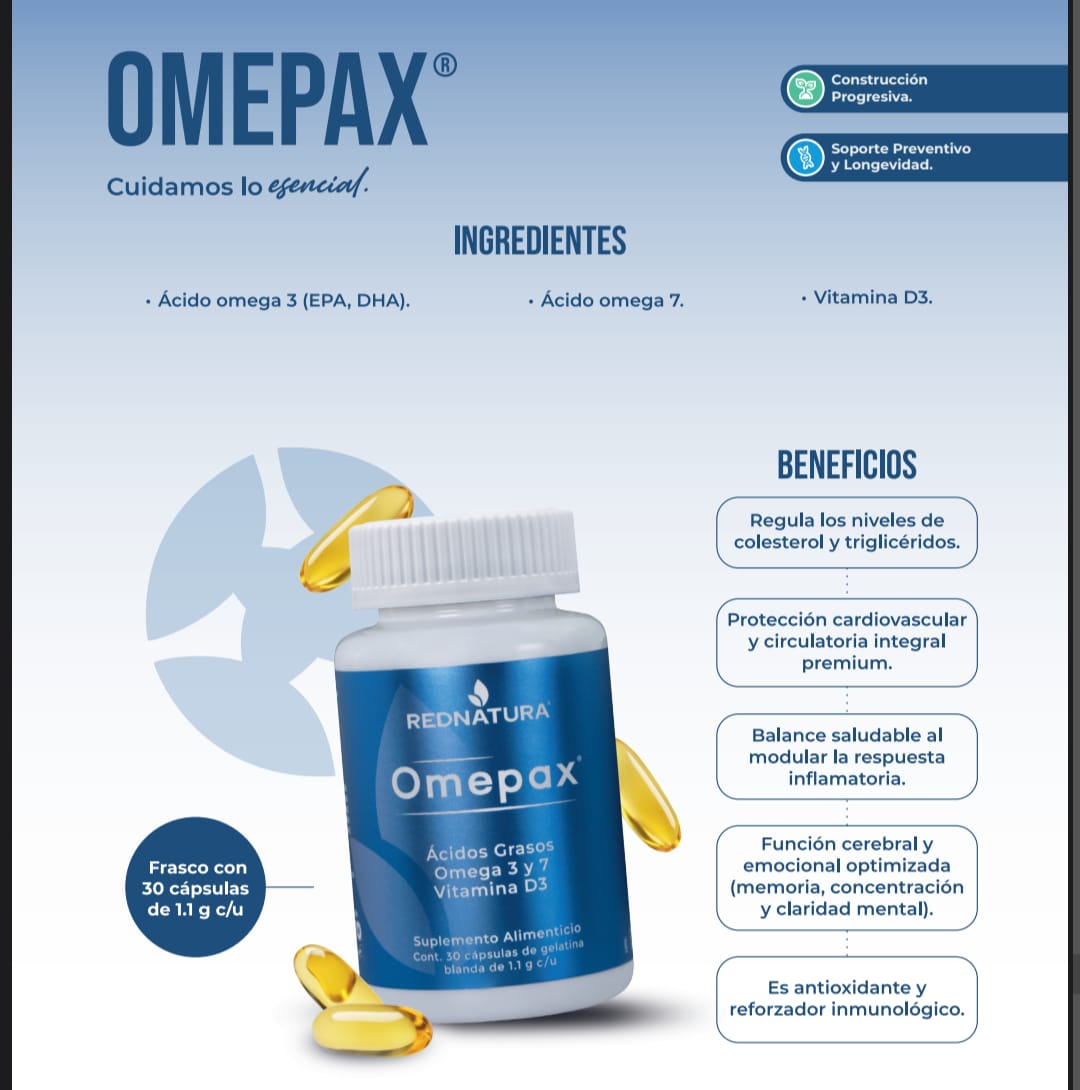 OMEPAX®
Cuidamos lo esencial.
Construcción
Progresiva.
Soporte Preventivo
y Longevidad.
INGREDIENTES
• Ácido omega 3 (EPA, DHA).
• Ácido omega 7.
• Vitamina D3.
BENEFICIOS
Regula los niveles de
colesterol y triglicéridos.
Protección cardiovascular
y circulatoria integral
premium.
Balance saludable al
modular la respuesta
inflamatoria.
Función cerebral y
emocional optimizada
(memoria, concentración
y claridad mental).
Es antioxidante y
reforzador inmunológico.
REDNATURA
Omepax®
Ácidos Grasos
Omega 3 y 7
Vitamina D3
Suplemento Alimenticio
Cont. 30 cápsulas de gelatina
blanda de 1.1 g c/u
Frasco con
30 cápsulas
de 1.1 g c/u